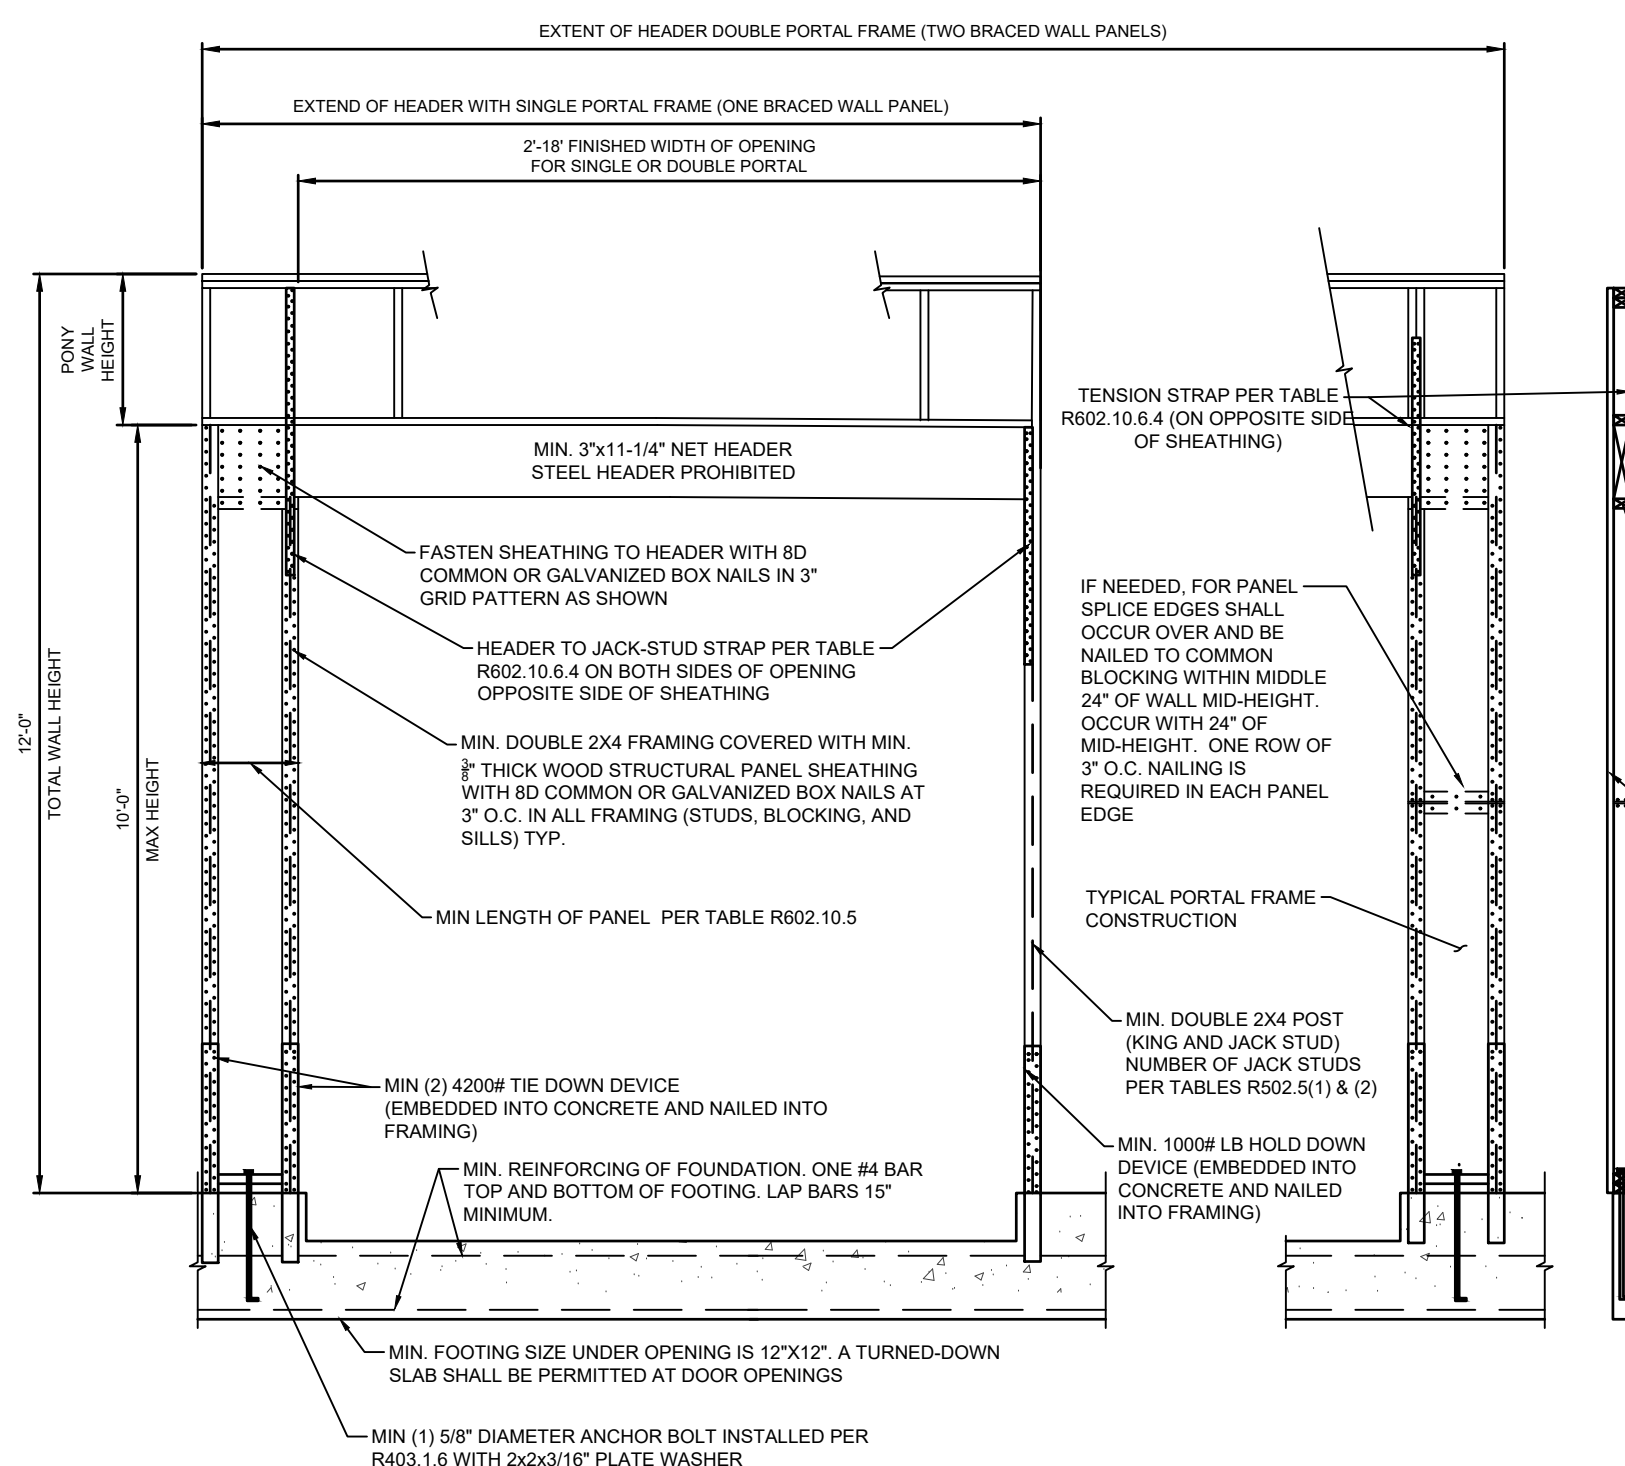 EXTENT OF HEADER DOUBLE PORTAL FRAME (TWO BRACED WALL PANELS)
EXTEND OF HEADER WITH SINGLE PORTAL FRAME (ONE BRACED WALL PANEL)
2'-18' FINISHED WIDTH OF OPENING
FOR SINGLE OR DOUBLE PORTAL
PONY
WALL
HEIGHT
12'-0"
TOTAL WALL HEIGHT
10'-0"
MAX HEIGHT
MIN. 3"x11-1/4" NET HEADER
STEEL HEADER PROHIBITED
TENSION STRAP PER TABLE
R602.10.6.4 (ON OPPOSITE SIDE
OF SHEATHING)
FASTEN SHEATHING TO HEADER WITH 8D
COMMON OR GALVANIZED BOX NAILS IN 3"
GRID PATTERN AS SHOWN
HEADER TO JACK-STUD STRAP PER TABLE
R602.10.6.4 ON BOTH SIDES OF OPENING
OPPOSITE SIDE OF SHEATHING
MIN. DOUBLE 2X4 FRAMING COVERED WITH MIN.
3/8" THICK WOOD STRUCTURAL PANEL SHEATHING
WITH 8D COMMON OR GALVANIZED BOX NAILS AT
3" O.C. IN ALL FRAMING (STUDS, BLOCKING, AND
SILLS) TYP.
IF NEEDED, FOR PANEL
SPLICE EDGES SHALL
OCCUR OVER AND BE
NAILED TO COMMON
BLOCKING WITHIN MIDDLE
24" OF WALL MID-HEIGHT.
OCCUR WITH 24" OF
MID-HEIGHT. ONE ROW OF
3" O.C. NAILING IS
REQUIRED IN EACH PANEL
EDGE
MIN LENGTH OF PANEL PER TABLE R602.10.5
TYPICAL PORTAL FRAME
CONSTRUCTION
MIN. DOUBLE 2X4 POST
(KING AND JACK STUD)
NUMBER OF JACK STUDS
PER TABLES R502.5(1) & (2)
MIN (2) 4200# TIE DOWN DEVICE
(EMBEDDED INTO CONCRETE AND NAILED INTO
FRAMING)
MIN. 1000# LB HOLD DOWN
DEVICE (EMBEDDED INTO
CONCRETE AND NAILED
INTO FRAMING)
MIN. REINFORCING OF FOUNDATION. ONE #4 BAR
TOP AND BOTTOM OF FOOTING. LAP BARS 15"
MINIMUM.
MIN. FOOTING SIZE UNDER OPENING IS 12"X12". A TURNED-DOWN
SLAB SHALL BE PERMITTED AT DOOR OPENINGS
MIN (1) 5/8" DIAMETER ANCHOR BOLT INSTALLED PER
R403.1.6 WITH 2x2x3/16" PLATE WASHER